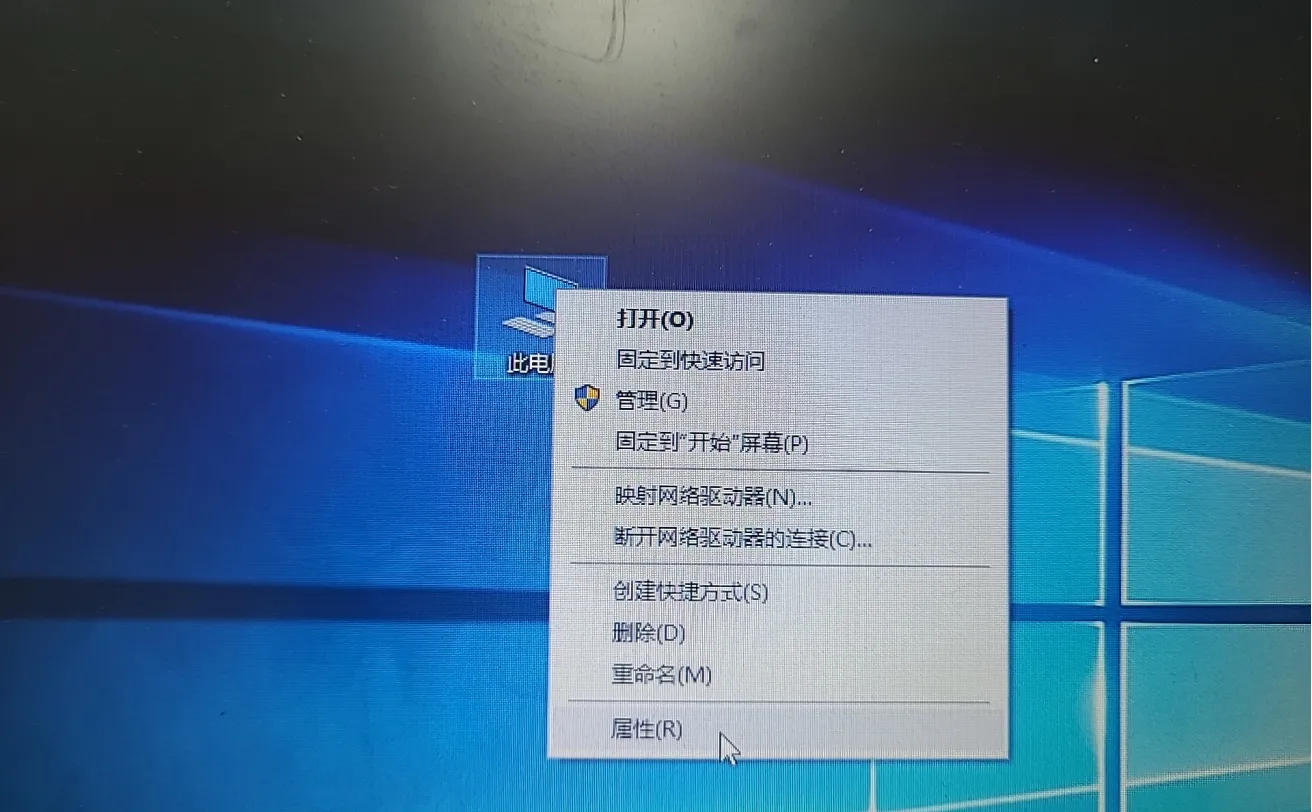 此电
打开(O)
固定到快速访问
管理(G)
固定到"开始"屏幕(P)
映射网络驱动器(N)...
断开网络驱动器的连接(C)...
创建快捷方式(S)
删除(D)
重命名(M)
属性(R)